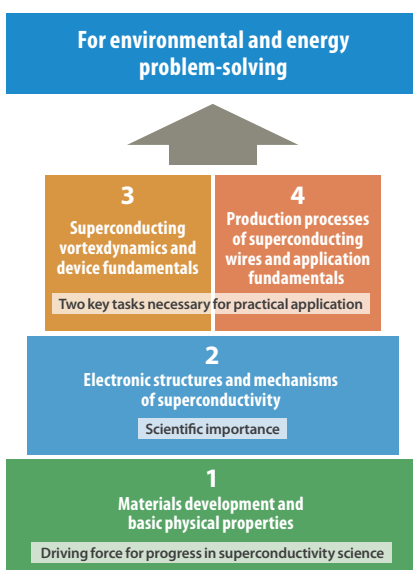 For environmental and energy
problem-solving
3
Superconducting
vortexdynamics and
device fundamentals
4
Production processes
of superconducting
wires and application
fundamentals
Two key tasks necessary for practical application
2
Electronic structures and mechanisms
of superconductivity
Scientific importance
1
Materials development and
basic physical properties
Driving force for progress in superconductivity science